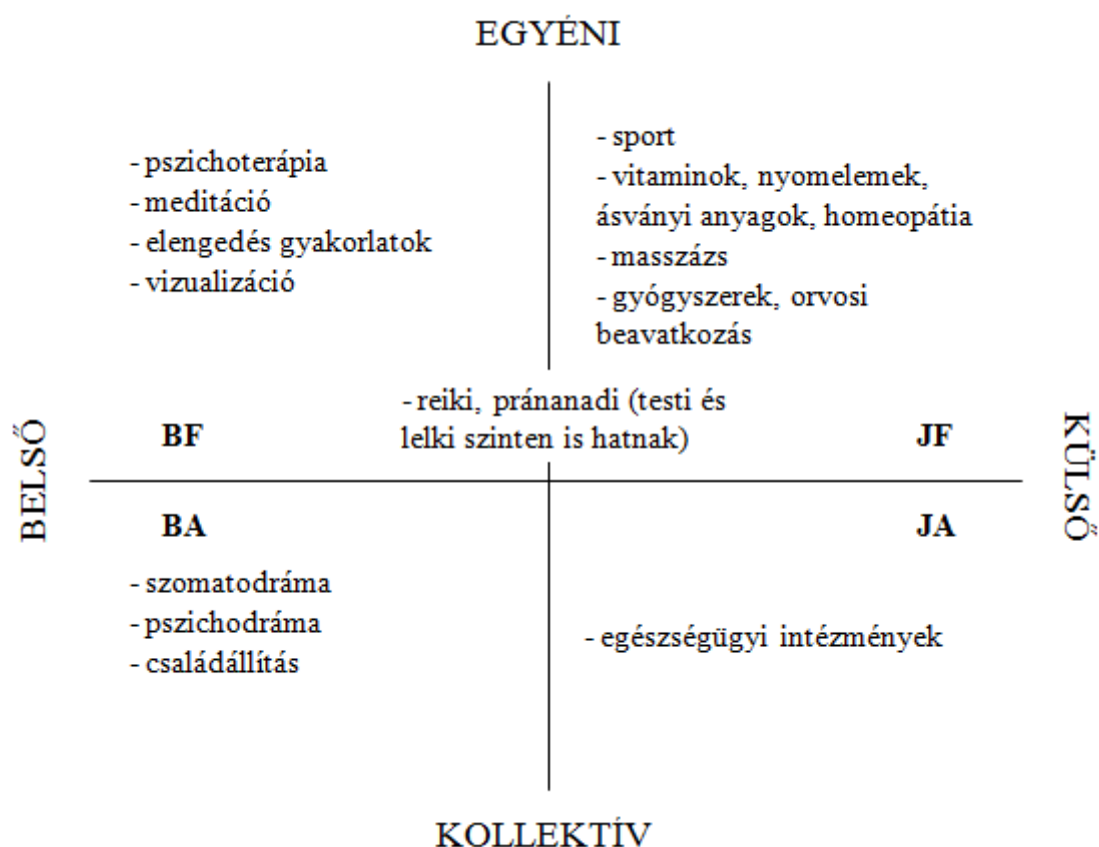 EGYÉNI
- pszichoterápia
- meditáció
- elengedés gyakorlatok
- vizualizáció
- sport
- vitaminok, nyomelemek,
ásványi anyagok, homeopátia
- masszázs
- gyógyszerek, orvosi
beavatkozás
- reiki, pránanadi (testi és
lelki szinten is hatnak)
BELSŐ
BF
JF
KÜLSŐ
BA
JA
- szomatodráma
- pszichodráma
- családállítás
- egészségügyi intézmények
KOLLEKTÍV